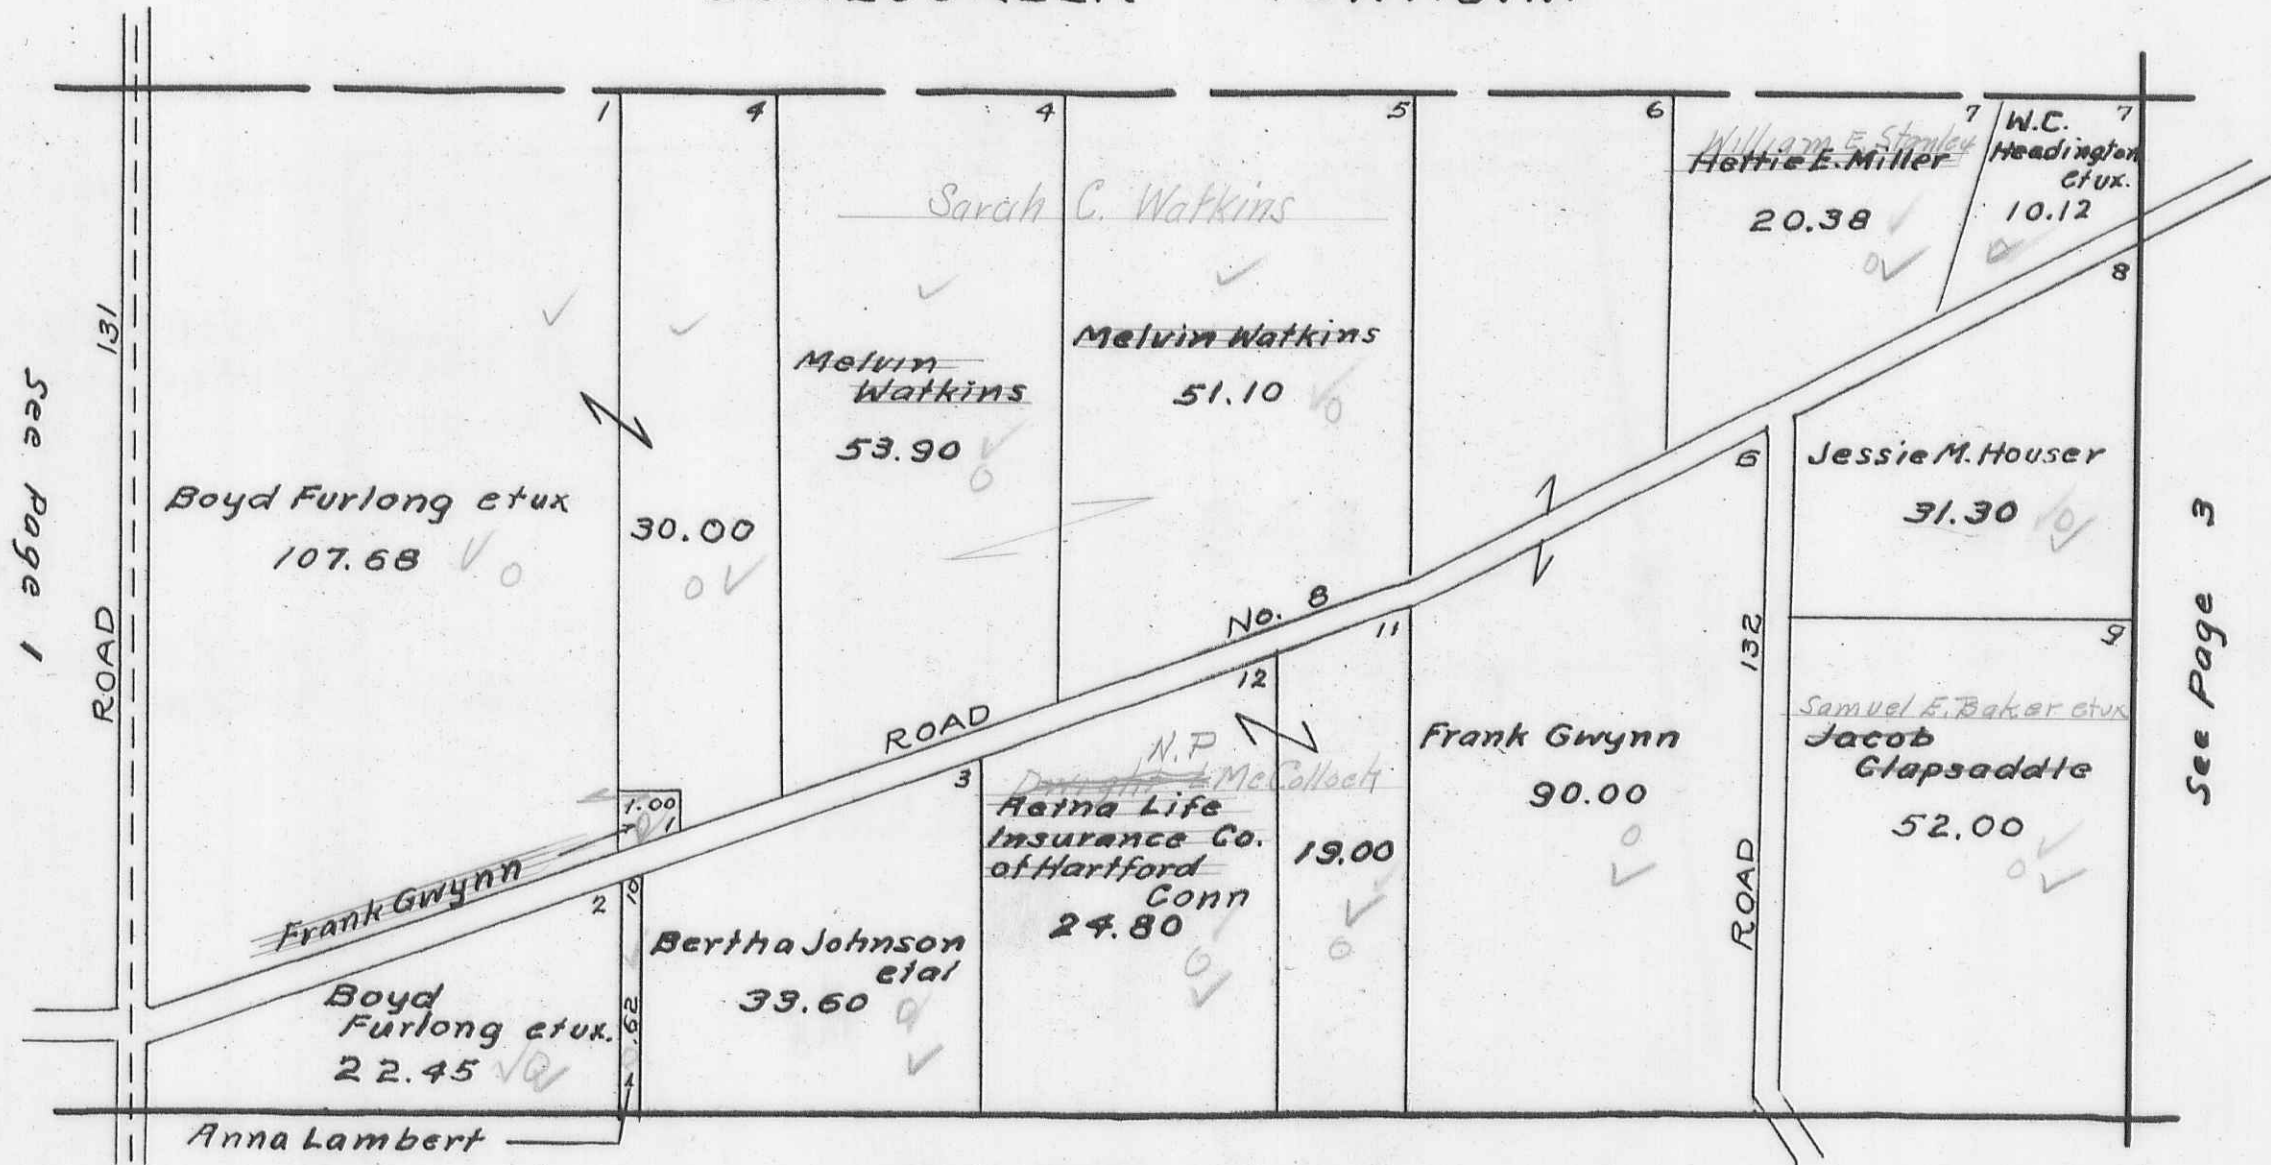 1
4
4
5
6
7
7
William E. Stanley
Hettie E. Miller
20.38
W.C.
Headington
etux.
10.12
8
Sarah C. Watkins
131
ROAD
See Page 1
Melvin
Watkins
53.90
Melvin Watkins
51.10
Boyd Furlong etux
107.68
30.00
Jessie M. Houser
31.30
6
ROAD No. 8
11
12
3
9
132
ROAD
See Page 3
Samuel E. Baker etux
Jacob
Clapsaddle
52.00
Frank Gwynn
90.00
N.P
Dwight L McCollock
Aetna Life
Insurance Co.
of Hartford
Conn
24.80
19.00
1.00
1
Frank Gwynn
2
10
Bertha Johnson
etal
33.60
Boyd
Furlong etux.
22.45
.62
Anna Lambert